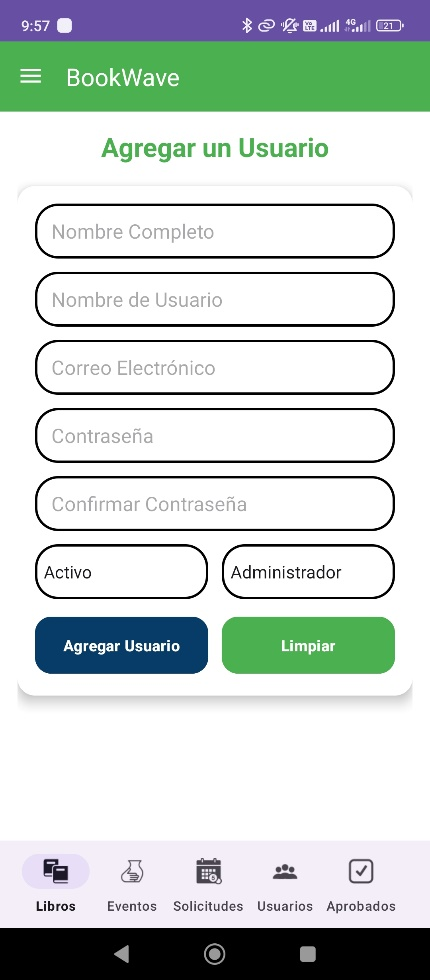 9:57
4G
21
BookWave
Agregar un Usuario
Nombre Completo
Nombre de Usuario
Correo Electrónico
Contraseña
Confirmar Contraseña
Activo Administrador
Agregar Usuario Limpiar
Libros Eventos Solicitudes Usuarios Aprobados